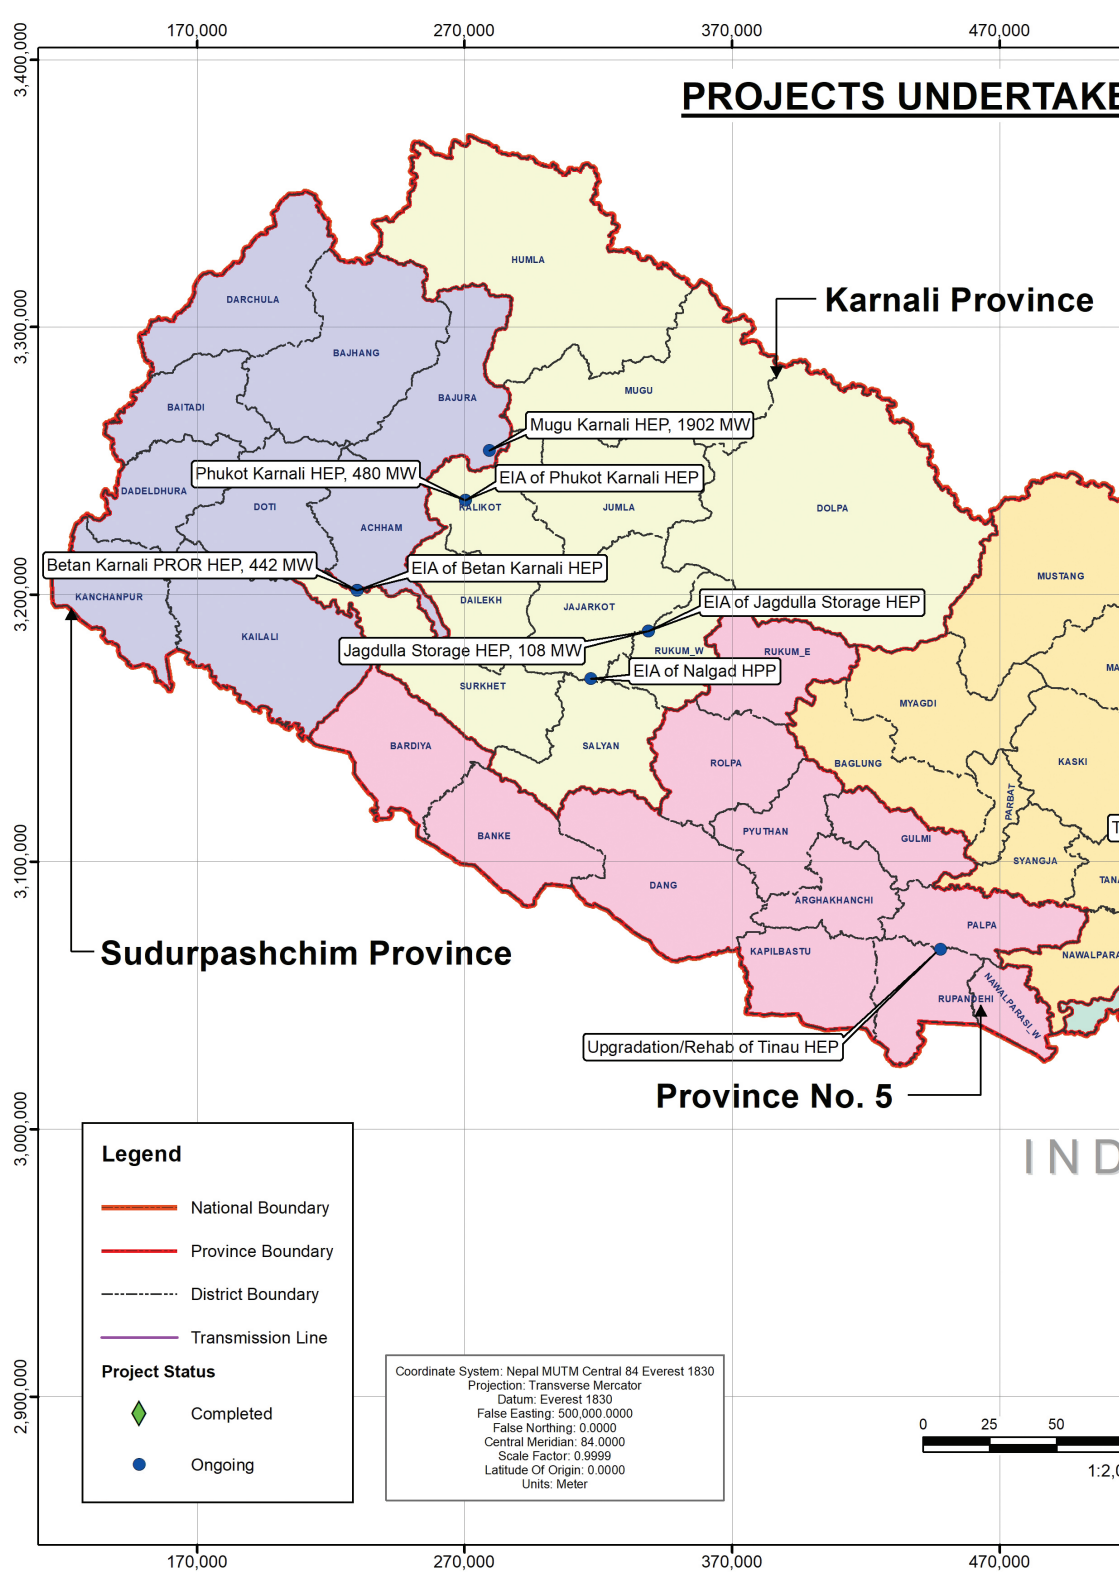 170,000
270,000
370,000
470,000
3,400,000
PROJECTS UNDERTAKE
HUMLA
DARCHULA
Karnali Province
3,300,000
BAJHANG
MUGU
BAJURA
BAITADI
Mugu Karnali HEP, 1902 MW
Phukot Karnali HEP, 480 MW
EIA of Phukot Karnali HEP
DADELDHURA
DOTI
KALIKOT
JUMLA
DOLPA
ACHHAM
Betan Karnali PROR HEP, 442 MW
EIA of Betan Karnali HEP
MUSTANG
3,200,000
KANCHANPUR
DAILEKH
JAJARKOT
EIA of Jagdulla Storage HEP
KAILALI
Jagdulla Storage HEP, 108 MW
RUKUM_W
RUKUM_E
MA
EIA of Nalgad HPP
SURKHET
MYAGDI
BARDIYA
SALYAN
ROLPA
BAGLUNG
KASKI
PARBAT
BANKE
PYUTHAN
GULMI
T
3,100,000
SYANGJA
DANG
TANA
ARGHAKHANCHI
PALPA
Sudurpashchim Province
KAPILBASTU
NAWALPARA
RUPANDEHI
NAWALPARASI_W
Upgradation/Rehab of Tinau HEP
Province No. 5
3,000,000
IND
Legend
National Boundary
Province Boundary
District Boundary
Transmission Line
Project Status
Completed
Ongoing
2,900,000
Coordinate System: Nepal MUTM Central 84 Everest 1830
Projection: Transverse Mercator
Datum: Everest 1830
False Easting: 500,000.0000
False Northing: 0.0000
Central Meridian: 84.0000
Scale Factor: 0.9999
Latitude Of Origin: 0.0000
Units: Meter
0
25
50
1:2,0
170,000
270,000
370,000
470,000